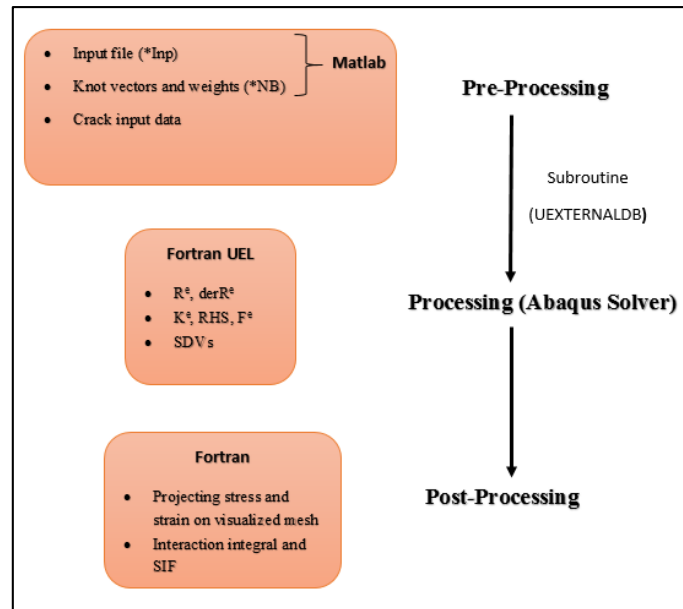 • Input file (*Inp)
• Knot vectors and weights (*NB)
Matlab
• Crack input data
Pre-Processing
Subroutine
(UEXTERNALDB)
Fortran UEL
• Rᵉ, derRᵉ
• Kᵉ, RHS, Fᵉ
• SDVs
Processing (Abaqus Solver)
Fortran
• Projecting stress and
strain on visualized mesh
• Interaction integral and
SIF
Post-Processing